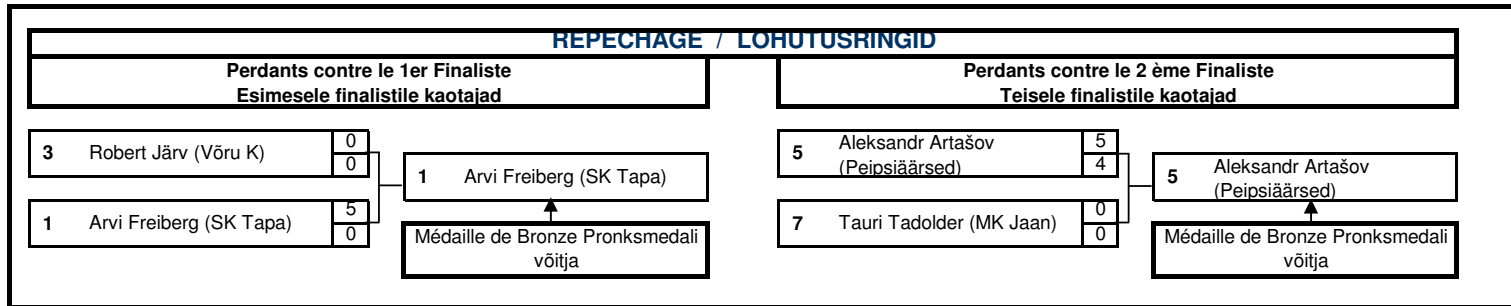 REPECHAGE / LOHUTUSRINGID
Perdants contre le 1er Finaliste
Esimesele finalistile kaotajad
Perdants contre le 2 ème Finaliste
Teisele finalistile kaotajad
3 Robert Järv (Võru K) 0
0
1 Arvi Freiberg (SK Tapa)
1 Arvi Freiberg (SK Tapa) 5
0
Médaille de Bronze Pronksmedali
võitja
5 Aleksandr Artašov 5
(Peipsiäärsed) 4
5 Aleksandr Artašov
(Peipsiäärsed)
7 Tauri Tadolder (MK Jaan) 0
0
Médaille de Bronze Pronksmedali
võitja